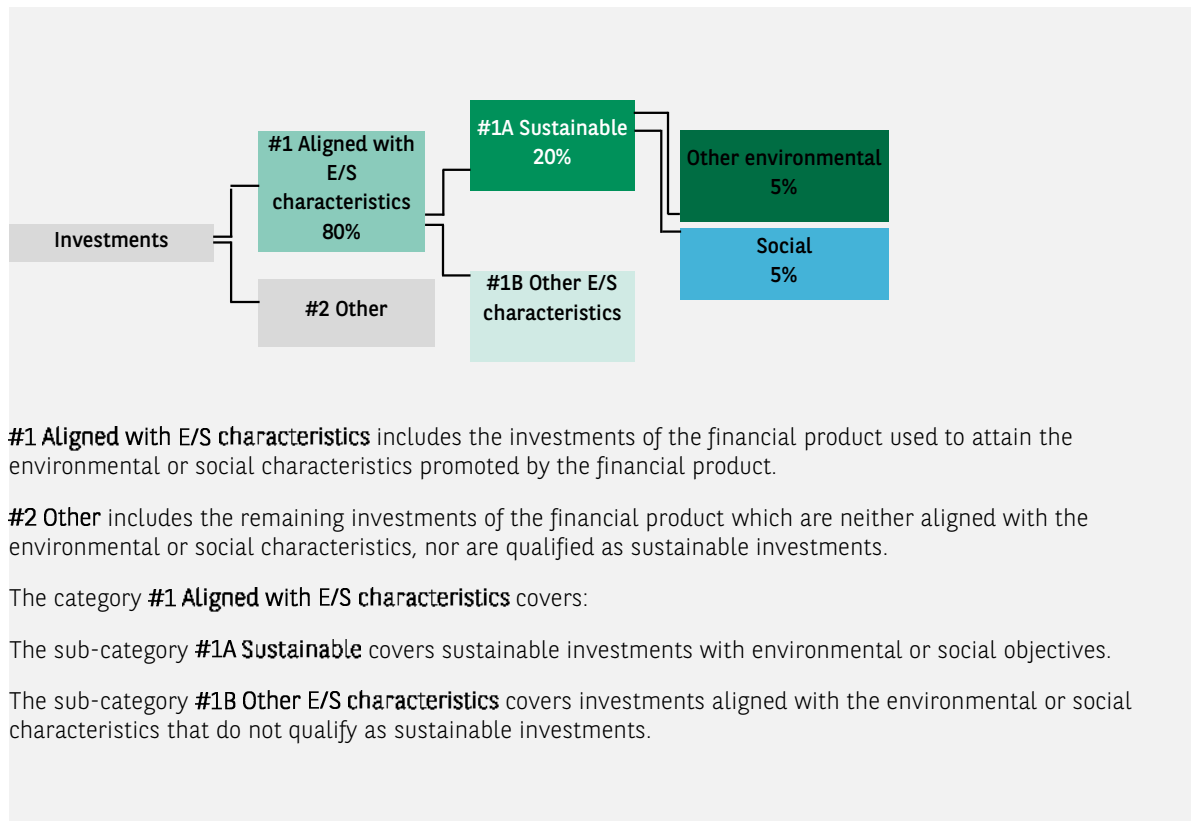 Investments
#1 Aligned with
E/S
characteristics
80%
#2 Other
#1A Sustainable
20%
#1B Other E/S
characteristics
Other environmental
5%
Social
5%
#1 Aligned with E/S characteristics includes the investments of the financial product used to attain the
environmental or social characteristics promoted by the financial product.
#2 Other includes the remaining investments of the financial product which are neither aligned with the
environmental or social characteristics, nor are qualified as sustainable investments.
The category #1 Aligned with E/S characteristics covers:
The sub-category #1A Sustainable covers sustainable investments with environmental or social objectives.
The sub-category #1B Other E/S characteristics covers investments aligned with the environmental or social
characteristics that do not qualify as sustainable investments.